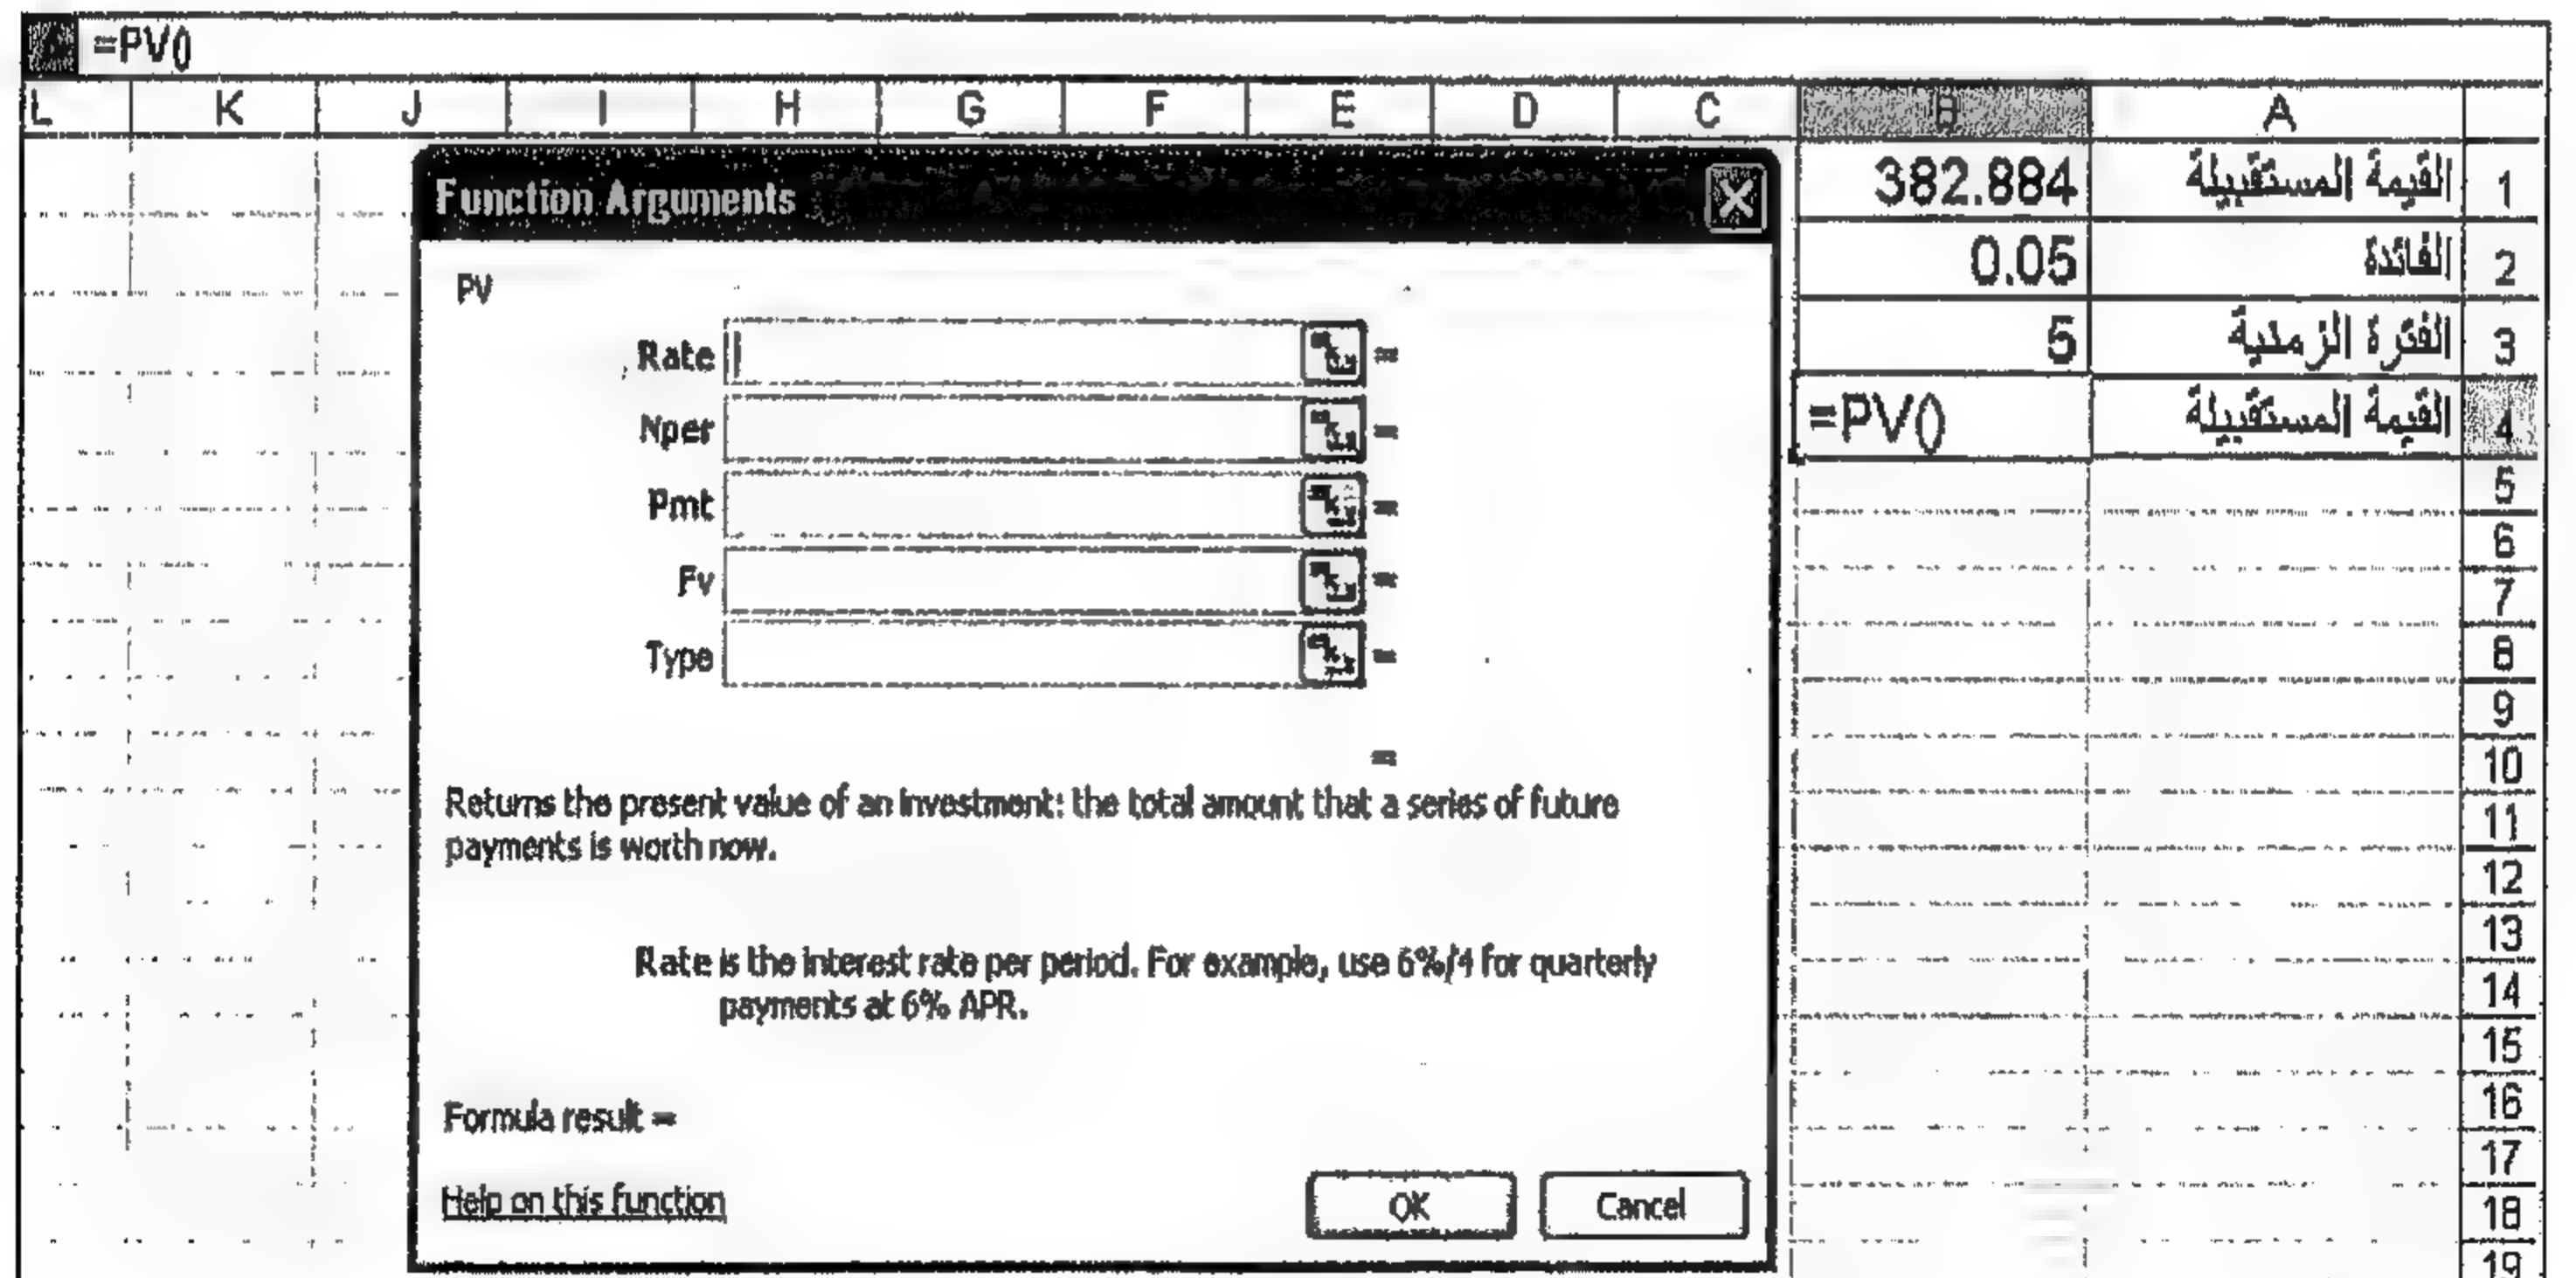 =PV()
L K J I H G F E D C B A
382.884 القيمة المستقبيلة 1
0.05 الفائدة 2
5 الفترة الزمنية 3
=PV() القيمة المستقبيلة 4
5
6
7
8
9
10
11
12
13
14
15
16
17
18
19
Function Arguments
PV
Rate =
Nper =
Pmt =
Fv =
Type =
=
Returns the present value of an investment: the total amount that a series of future
payments is worth now.
Rate is the interest rate per period. For example, use 6%/4 for quarterly
payments at 6% APR.
Formula result =
Help on this function
OK Cancel